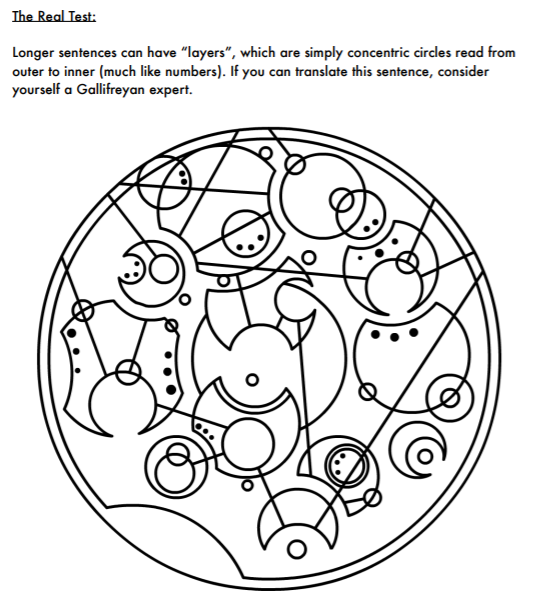 The Real Test:
Longer sentences can have “layers”, which are simply concentric circles read from
outer to inner (much like numbers). If you can translate this sentence, consider
yourself a Gallifreyan expert.